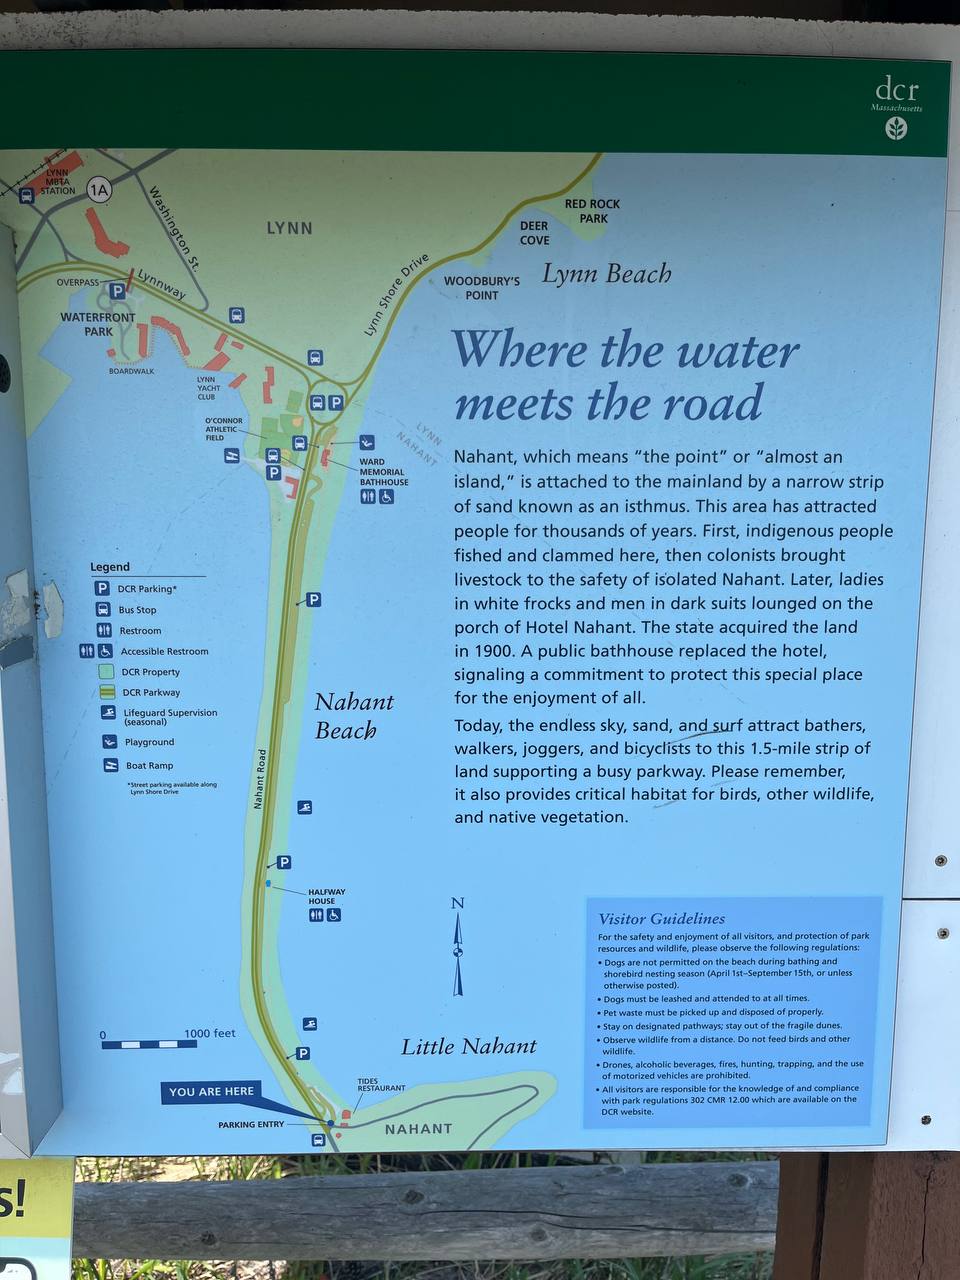 dcr
Massachusetts
LYNN
MBTA
STATION
1A
Washington St.
LYNN
RED ROCK
PARK
DEER
COVE
Lynn Beach
WOODBURY'S
POINT
Lynn Shore Drive
OVERPASS
P
Lynnway
WATERFRONT
PARK
BOARDWALK
LYNN
YACHT
CLUB
P
O'CONNOR
ATHLETIC
FIELD
P
LYNN
NAHANT
WARD
MEMORIAL
BATHHOUSE
Where the water
meets the road
Nahant, which means “the point” or “almost an
island,” is attached to the mainland by a narrow strip
of sand known as an isthmus. This area has attracted
people for thousands of years. First, indigenous people
fished and clammed here, then colonists brought
livestock to the safety of isolated Nahant. Later, ladies
in white frocks and men in dark suits lounged on the
porch of Hotel Nahant. The state acquired the land
in 1900. A public bathhouse replaced the hotel,
signaling a commitment to protect this special place
for the enjoyment of all.
Today, the endless sky, sand, and surf attract bathers,
walkers, joggers, and bicyclists to this 1.5-mile strip of
land supporting a busy parkway. Please remember,
it also provides critical habitat for birds, other wildlife,
and native vegetation.
Legend
P DCR Parking*
Bus Stop
Restroom
Accessible Restroom
DCR Property
DCR Parkway
Lifeguard Supervision
(seasonal)
Playground
Boat Ramp
*Street parking available along
Lynn Shore Drive
P
Nahant
Beach
Nahant Road
P
HALFWAY
HOUSE
N
0 1000 feet
P
Little Nahant
YOU ARE HERE
TIDES
RESTAURANT
PARKING ENTRY
NAHANT
Visitor Guidelines
For the safety and enjoyment of all visitors, and protection of park
resources and wildlife, please observe the following regulations:
• Dogs are not permitted on the beach during bathing and
shorebird nesting season (April 1st–September 15th, or unless
otherwise posted).
• Dogs must be leashed and attended to at all times.
• Pet waste must be picked up and disposed of properly.
• Stay on designated pathways; stay out of the fragile dunes.
• Observe wildlife from a distance. Do not feed birds and other
wildlife.
• Drones, alcoholic beverages, fires, hunting, trapping, and the use
of motorized vehicles are prohibited.
• All visitors are responsible for the knowledge of and compliance
with park regulations 302 CMR 12.00 which are available on the
DCR website.
s!